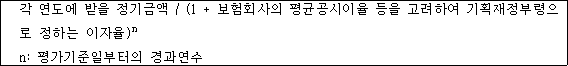 각 연도에 받을 정기금액 / (1 + 보험회사의 평균공시이율 등을 고려하여 기획재정부령으
로 정하는 이자율)ⁿ
n: 평가기준일부터의 경과연수